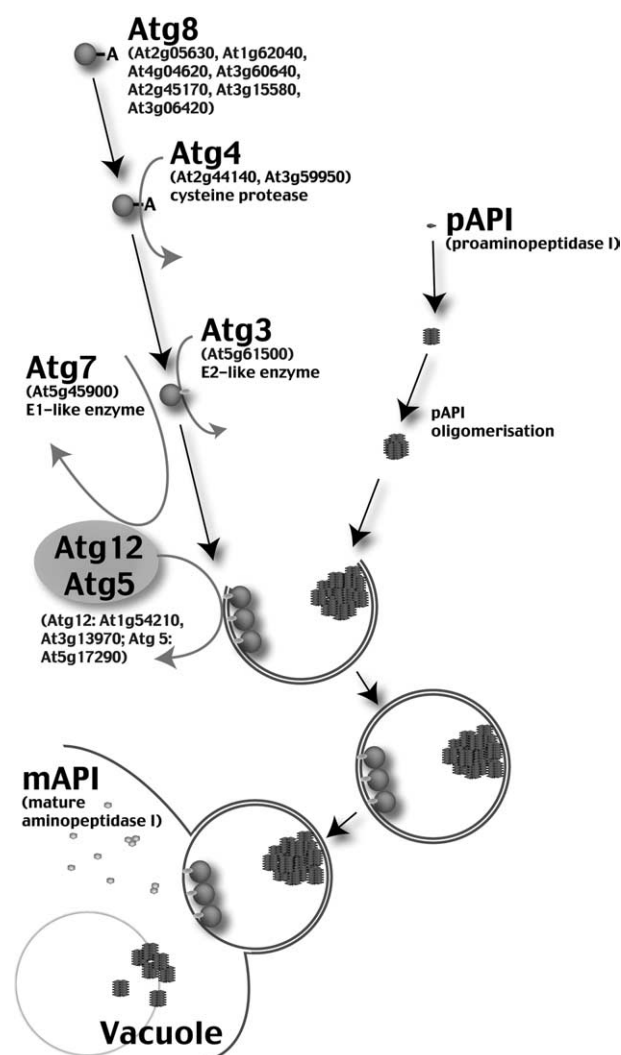 Atg8
(At2g05630, At1g62040,
At4g04620, At3g60640,
At2g45170, At3g15580,
At3g06420)
A
Atg4
(At2g44140, At3g59950)
cysteine protease
A
pAPI
(proaminopeptidase I)
Atg3
(At5g61500)
E2-like enzyme
Atg7
(At5g45900)
E1-like enzyme
pAPI
oligomerisation
Atg12
Atg5
(Atg12: At1g54210,
At3g13970; Atg 5:
At5g17290)
mAPI
(mature
aminopeptidase I)
Vacuole